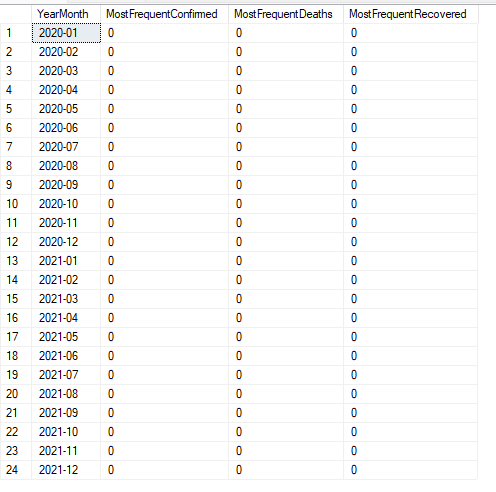 YearMonth MostFrequentConfirmed MostFrequentDeaths MostFrequentRecovered
1 2020-01 0 0 0
2 2020-02 0 0 0
3 2020-03 0 0 0
4 2020-04 0 0 0
5 2020-05 0 0 0
6 2020-06 0 0 0
7 2020-07 0 0 0
8 2020-08 0 0 0
9 2020-09 0 0 0
10 2020-10 0 0 0
11 2020-11 0 0 0
12 2020-12 0 0 0
13 2021-01 0 0 0
14 2021-02 0 0 0
15 2021-03 0 0 0
16 2021-04 0 0 0
17 2021-05 0 0 0
18 2021-06 0 0 0
19 2021-07 0 0 0
20 2021-08 0 0 0
21 2021-09 0 0 0
22 2021-10 0 0 0
23 2021-11 0 0 0
24 2021-12 0 0 0